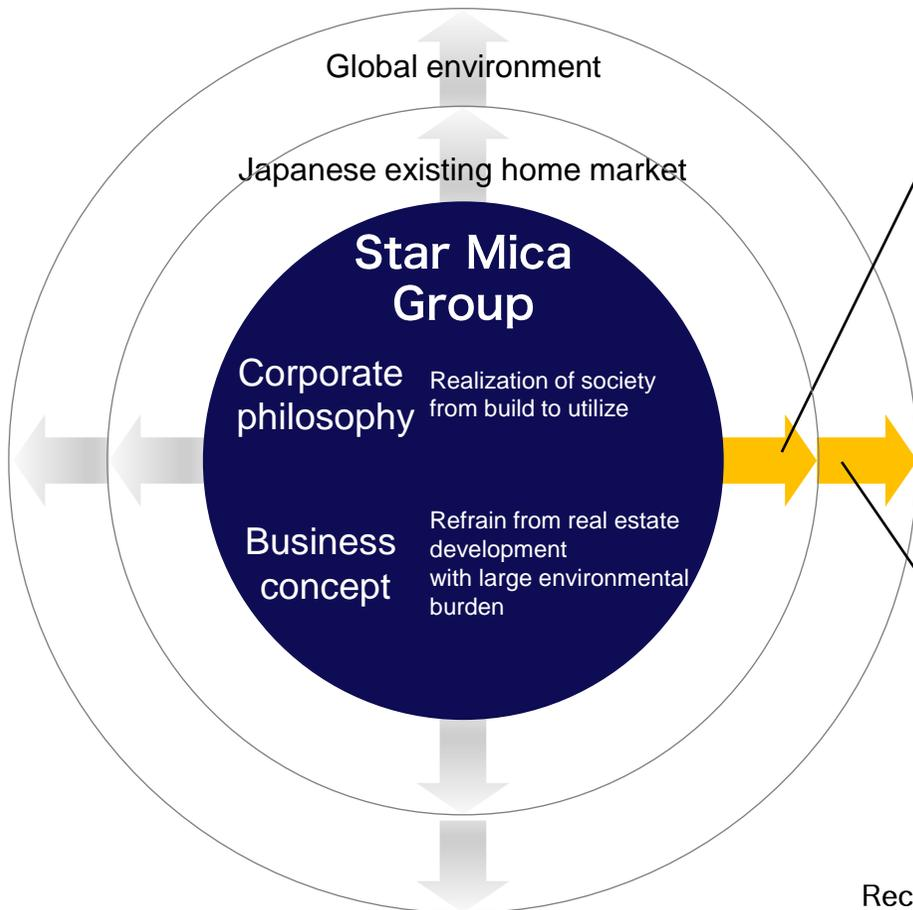 Global environment
Japanese existing home market
Star Mica
Group
Corporate
philosophy
Realization of society
from build to utilize
Business
concept
Refrain from real estate
development
with large environmental
burden
Rec